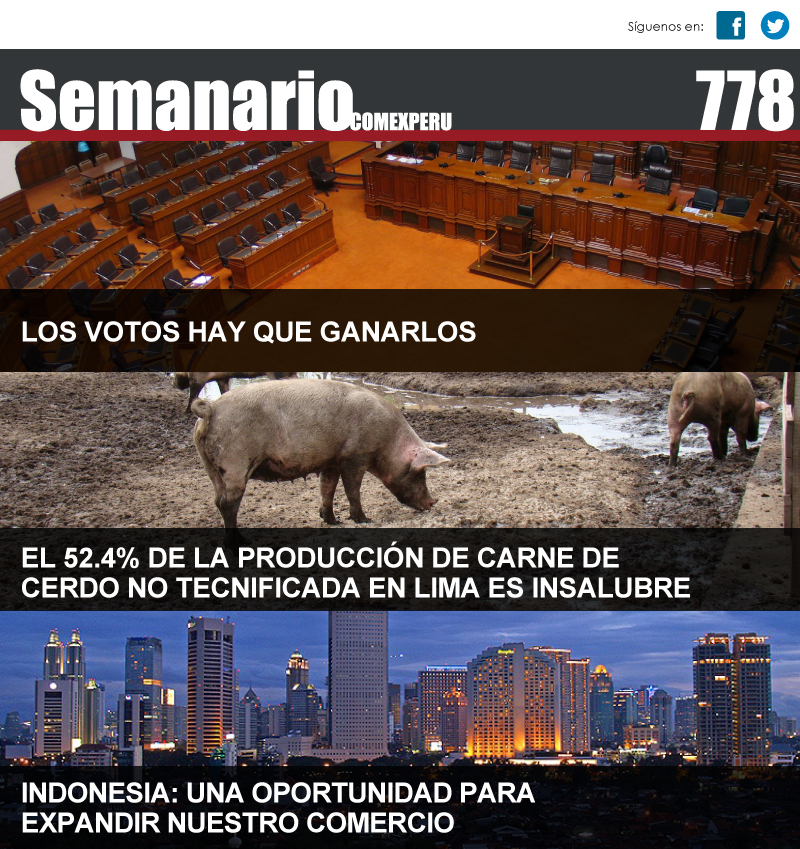 Síguenos en:
Semanario COMEXPERU 778
LOS VOTOS HAY QUE GANARLOS
EL 52.4% DE LA PRODUCCIÓN DE CARNE DE
CERDO NO TECNIFICADA EN LIMA ES INSALUBRE
INDONESIA: UNA OPORTUNIDAD PARA
EXPANDIR NUESTRO COMERCIO